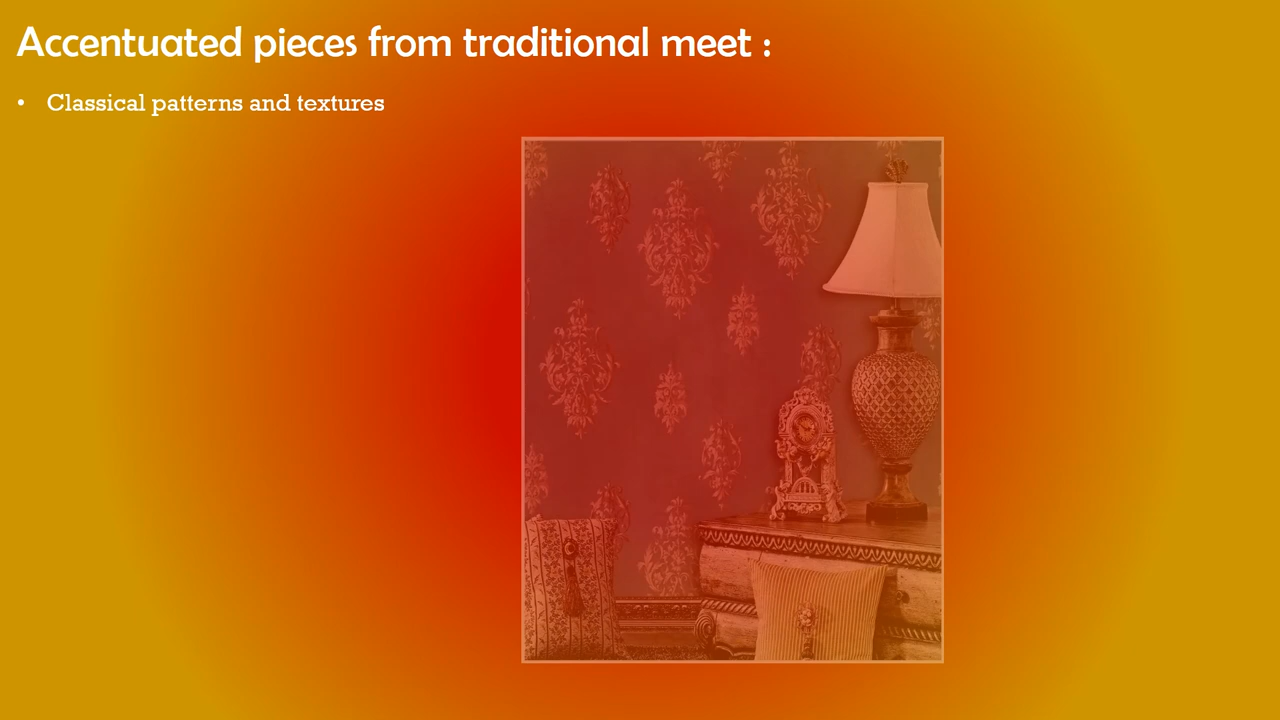 Accentuated pieces from traditional meet :
• Classical patterns and textures